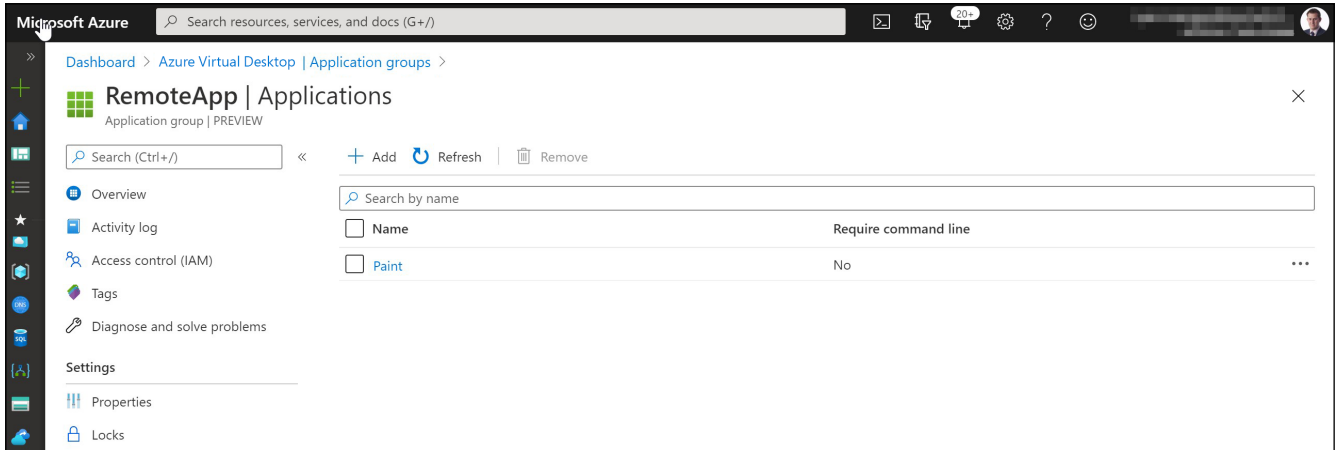 Microsoft Azure
Search resources, services, and docs (G+/)
20+
Dashboard > Azure Virtual Desktop | Application groups >
RemoteApp | Applications
Application group | PREVIEW
Search (Ctrl+/)
Overview
Activity log
Access control (IAM)
Tags
Diagnose and solve problems
Settings
Properties
Locks
Add
Refresh
Remove
Search by name
Name
Require command line
Paint
No
DNS
SQL